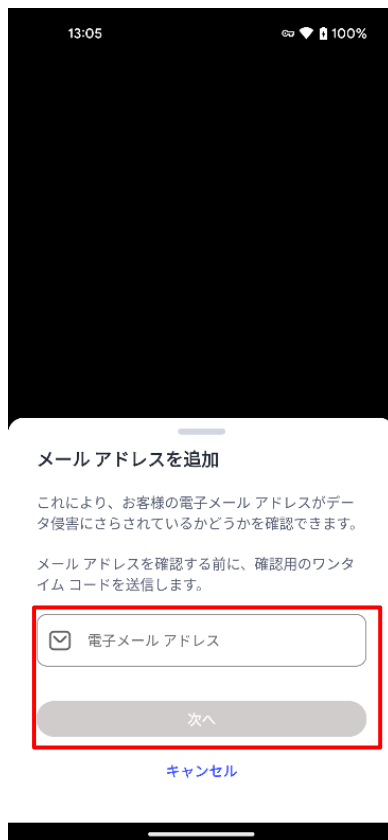 13:05
100%
メール アドレスを追加
これにより、お客様の電子メール アドレスがデー
タ侵害にさらされているかどうかを確認できます。
メール アドレスを確認する前に、確認用のワンタ
イム コードを送信します。
電子メール アドレス
次へ
キャンセル